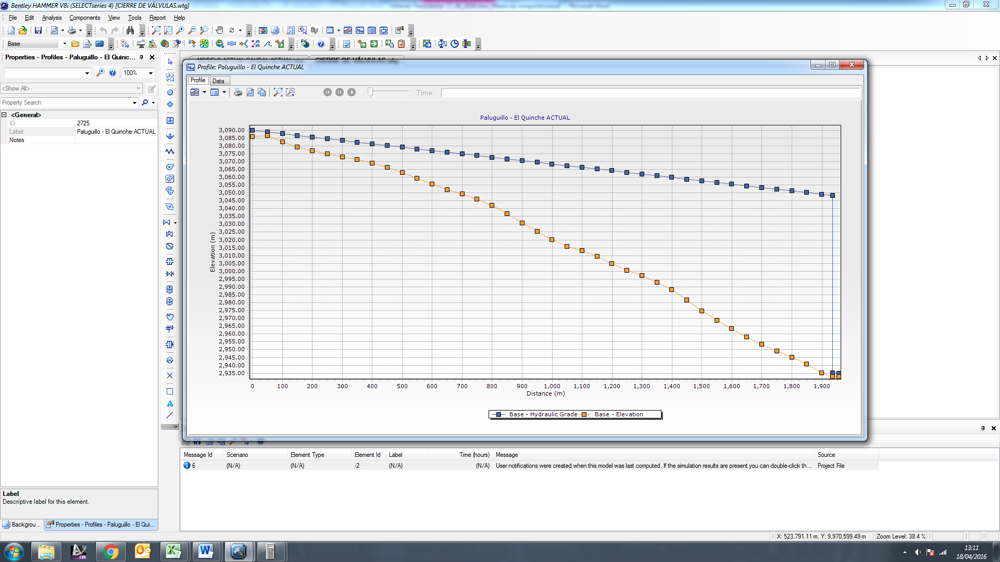 Bentley HAMMER V8i (SELECTseries 4) [CIERRE DE VÁLVULAS.wtg]
File Edit Analysis Components View Tools Report Help
Base
Properties - Profiles - Paluguillo - El Quinc...
100%
<Show All>
Property Search
<General>
ID 2725
Label Paluguillo - El Quinche ACTUAL
Notes
Label
Descriptive label for this element.
Backgrou...
Properties - Profiles - Paluguillo - El Qui...
MODELO ACTUAL CAUDAL ACTUAL
CIERRE DE VÁLVULAS.wtg
Profile: Paluguillo - El Quinche ACTUAL
Profile Data
Time:
Paluguillo - El Quinche ACTUAL
Elevation (m)
3,090.00
3,085.00
3,080.00
3,075.00
3,070.00
3,065.00
3,060.00
3,055.00
3,050.00
3,045.00
3,040.00
3,035.00
3,030.00
3,025.00
3,020.00
3,015.00
3,010.00
3,005.00
3,000.00
2,995.00
2,990.00
2,985.00
2,980.00
2,975.00
2,970.00
2,965.00
2,960.00
2,955.00
2,950.00
2,945.00
2,940.00
2,935.00
0 100 200 300 400 500 600 700 800 900 1,000 1,100 1,200 1,300 1,400 1,500 1,600 1,700 1,800 1,900
Distance (m)
Base - Hydraulic Grade Base - Elevation
Message Id Scenario Element Type Element Id Label Time (hours) Message Source
6 (N/A) (N/A) -2 (N/A) (N/A) User notifications were created when this model was last computed. If the simulation results are present you can double-click th... Project File
X: 523,791.11 m, Y: 9,970,599.49 m Zoom Level: 38.4 %
C3D
13:11
18/04/2016